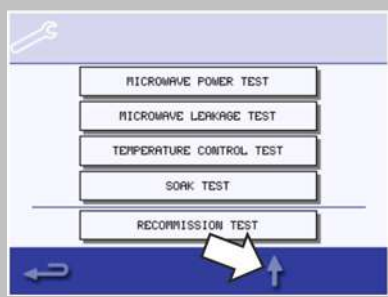 MICROWAVE POWER TEST
MICROWAVE LEAKAGE TEST
TEMPERATURE CONTROL TEST
SOAK TEST
RECOMMISSION TEST